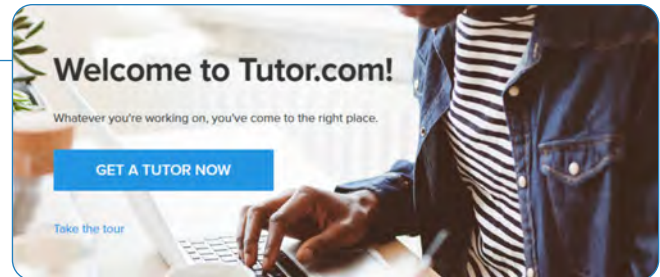 Welcome to Tutor.com!
Whatever you're working on, you've come to the right place.
GET A TUTOR NOW
Take the tour